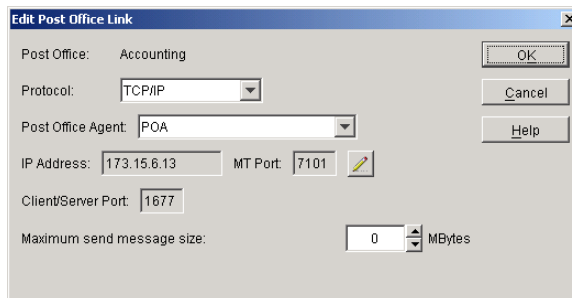 Edit Post Office Link
Post Office: Accounting
OK
Protocol: TCP/IP
Cancel
Post Office Agent: POA
Help
IP Address: 173.15.6.13 MT Port: 7101
Client/Server Port: 1677
Maximum send message size: 0 MBytes